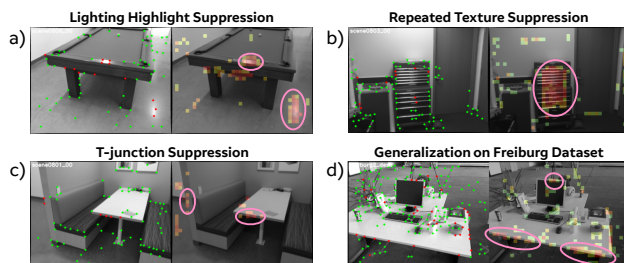 Lighting Highlight Suppression
Repeated Texture Suppression
a)
b)
T-junction Suppression
Generalization on Freiburg Dataset
c)
scene0801_00
d)